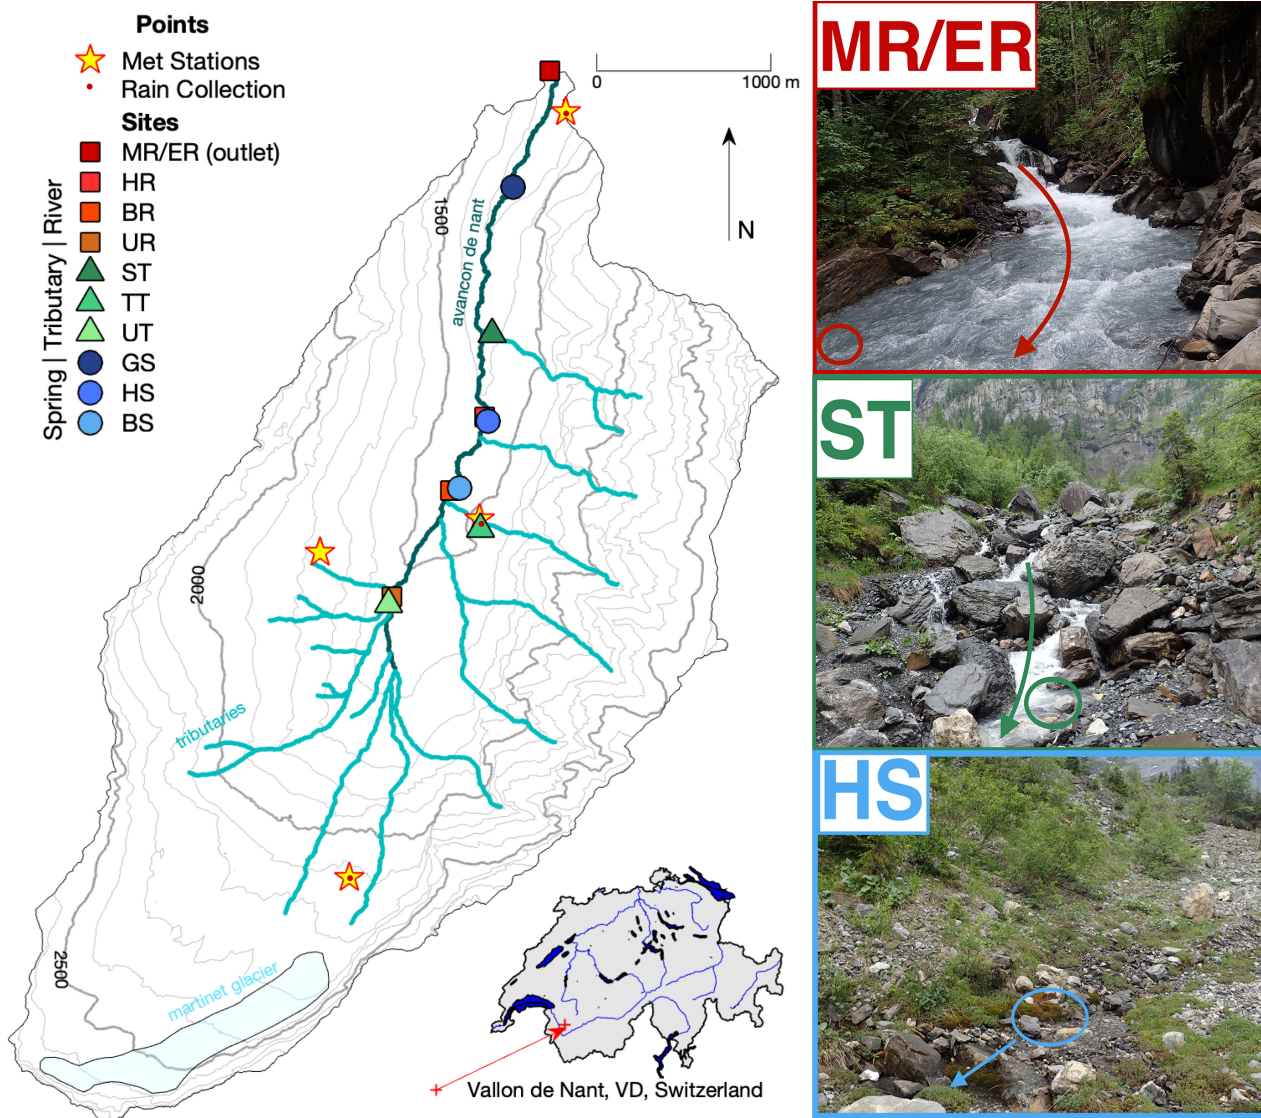 Points
Met Stations
Rain Collection
Sites
MR/ER (outlet)
HR
BR
UR
ST
TT
UT
GS
HS
BS
Spring | Tributary | River
0
1000 m
N
1500
avancon de nant
2000
tributaries
2500
martinet glacier
Vallon de Nant, VD, Switzerland
MR/ER
ST
HS